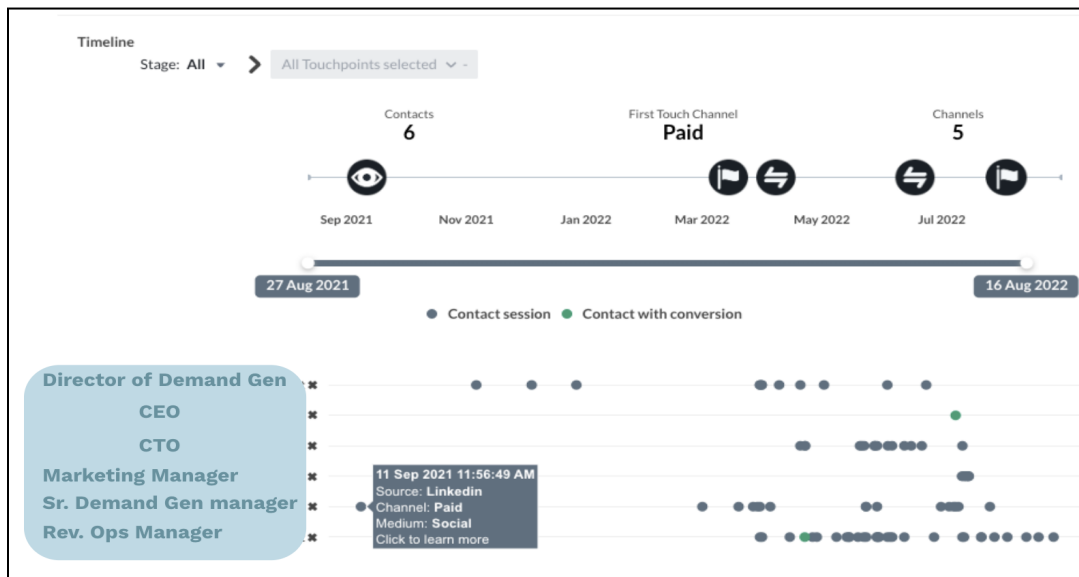 Timeline
Stage: All
All Touchpoints selected -
Contacts
6
First Touch Channel
Paid
Channels
5
Sep 2021 Nov 2021 Jan 2022 Mar 2022 May 2022 Jul 2022
27 Aug 2021 16 Aug 2022
Contact session Contact with conversion
Director of Demand Gen
CEO
CTO
Marketing Manager
Sr. Demand Gen manager
Rev. Ops Manager
11 Sep 2021 11:56:49 AM
Source: Linkedin
Channel: Paid
Medium: Social
Click to learn more